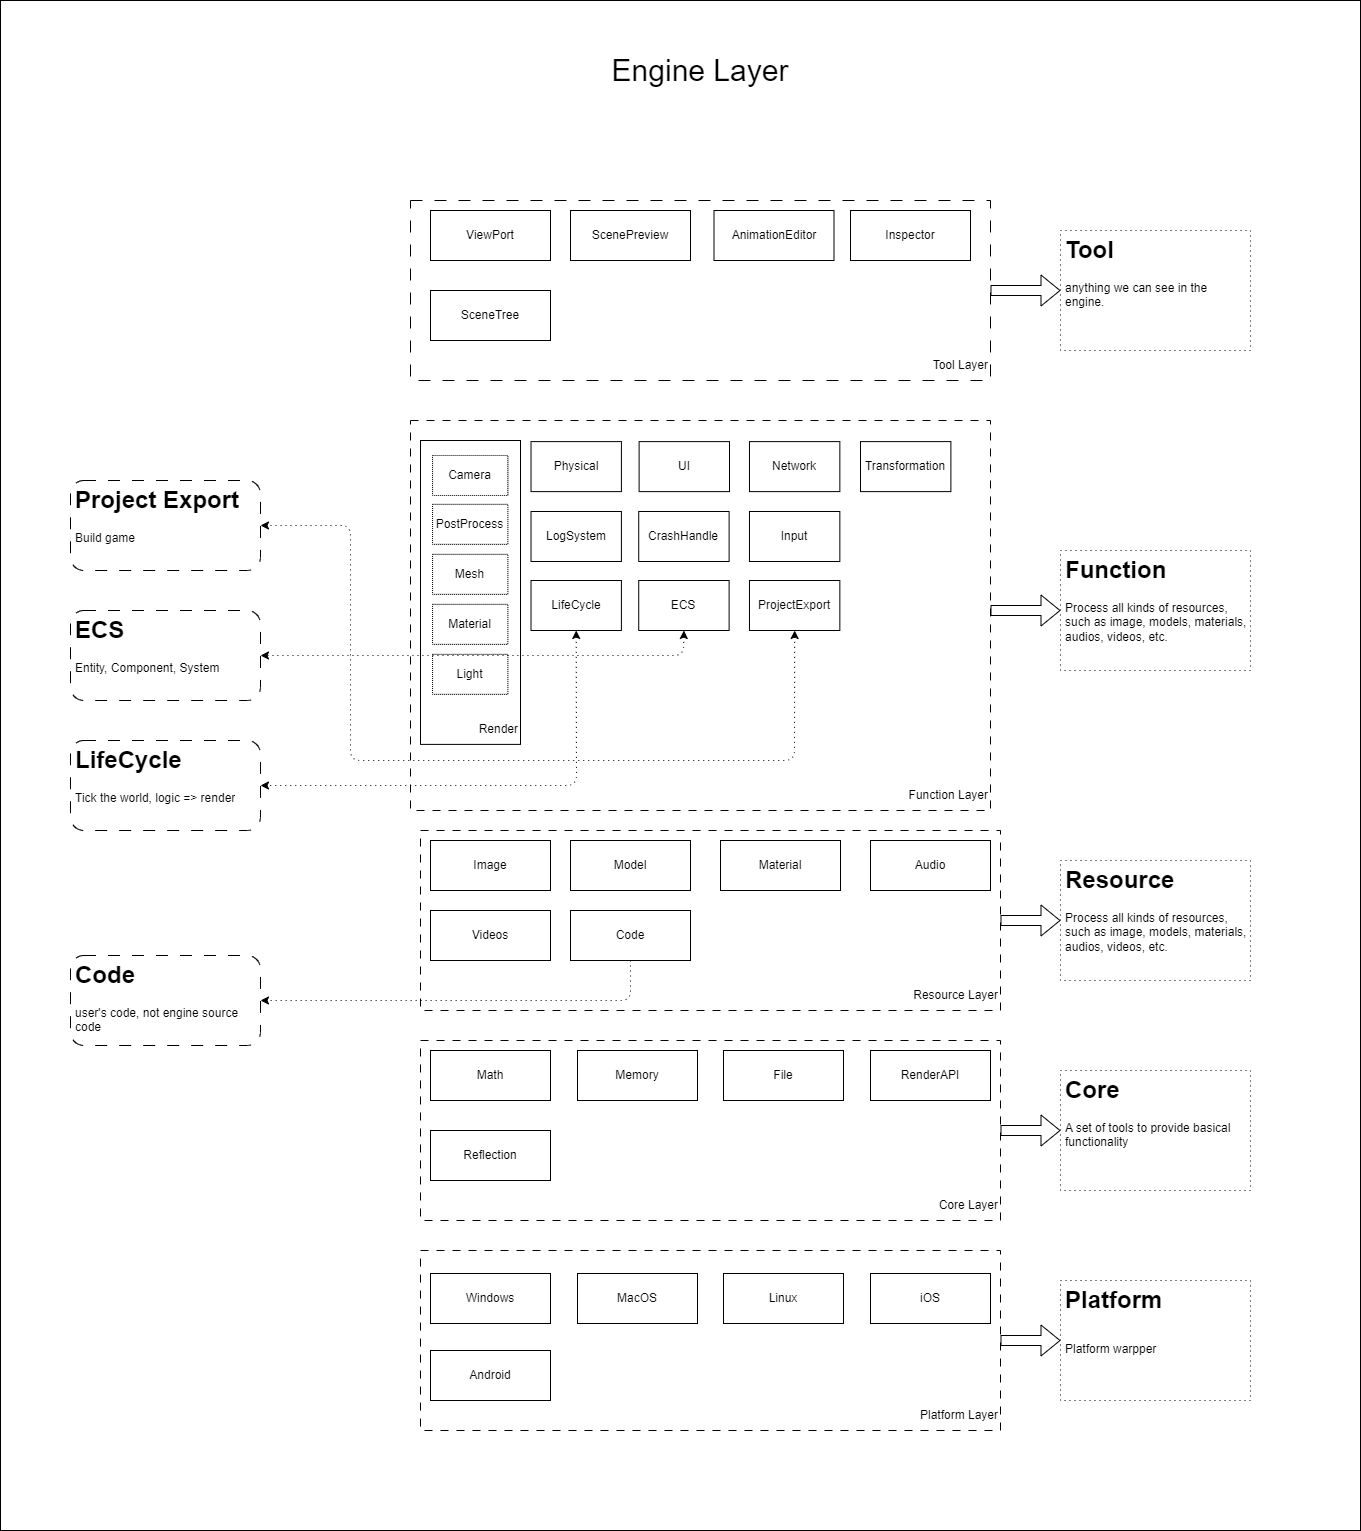 Engine Layer
ViewPort
ScenePreview
AnimationEditor
Inspector
SceneTree
Tool Layer
Tool
anything we can see in the
engine.
Camera
PostProcess
Mesh
Material
Light
Render
Physical
UI
Network
Transformation
LogSystem
CrashHandle
Input
LifeCycle
ECS
ProjectExport
Function Layer
Project Export
Build game
ECS
Entity, Component, System
LifeCycle
Tick the world, logic => render
Function
Process all kinds of resources,
such as image, models, materials,
audios, videos, etc.
Image
Model
Material
Audio
Videos
Code
Resource Layer
Code
user's code, not engine source
code
Resource
Process all kinds of resources,
such as image, models, materials,
audios, videos, etc.
Math
Memory
File
RenderAPI
Reflection
Core Layer
Core
A set of tools to provide basical
functionality
Windows
MacOS
Linux
iOS
Android
Platform Layer
Platform
Platform warpper